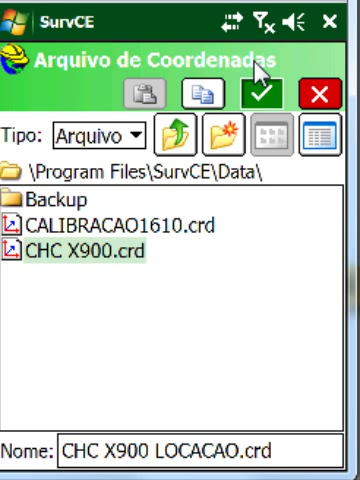 SurvCE
Arquivo de Coordenadas
Tipo: Arquivo
\Program Files\SurvCE\Data\
Backup
CALIBRACAO1610.crd
CHC X900.crd
Nome: CHC X900 LOCACAO.crd